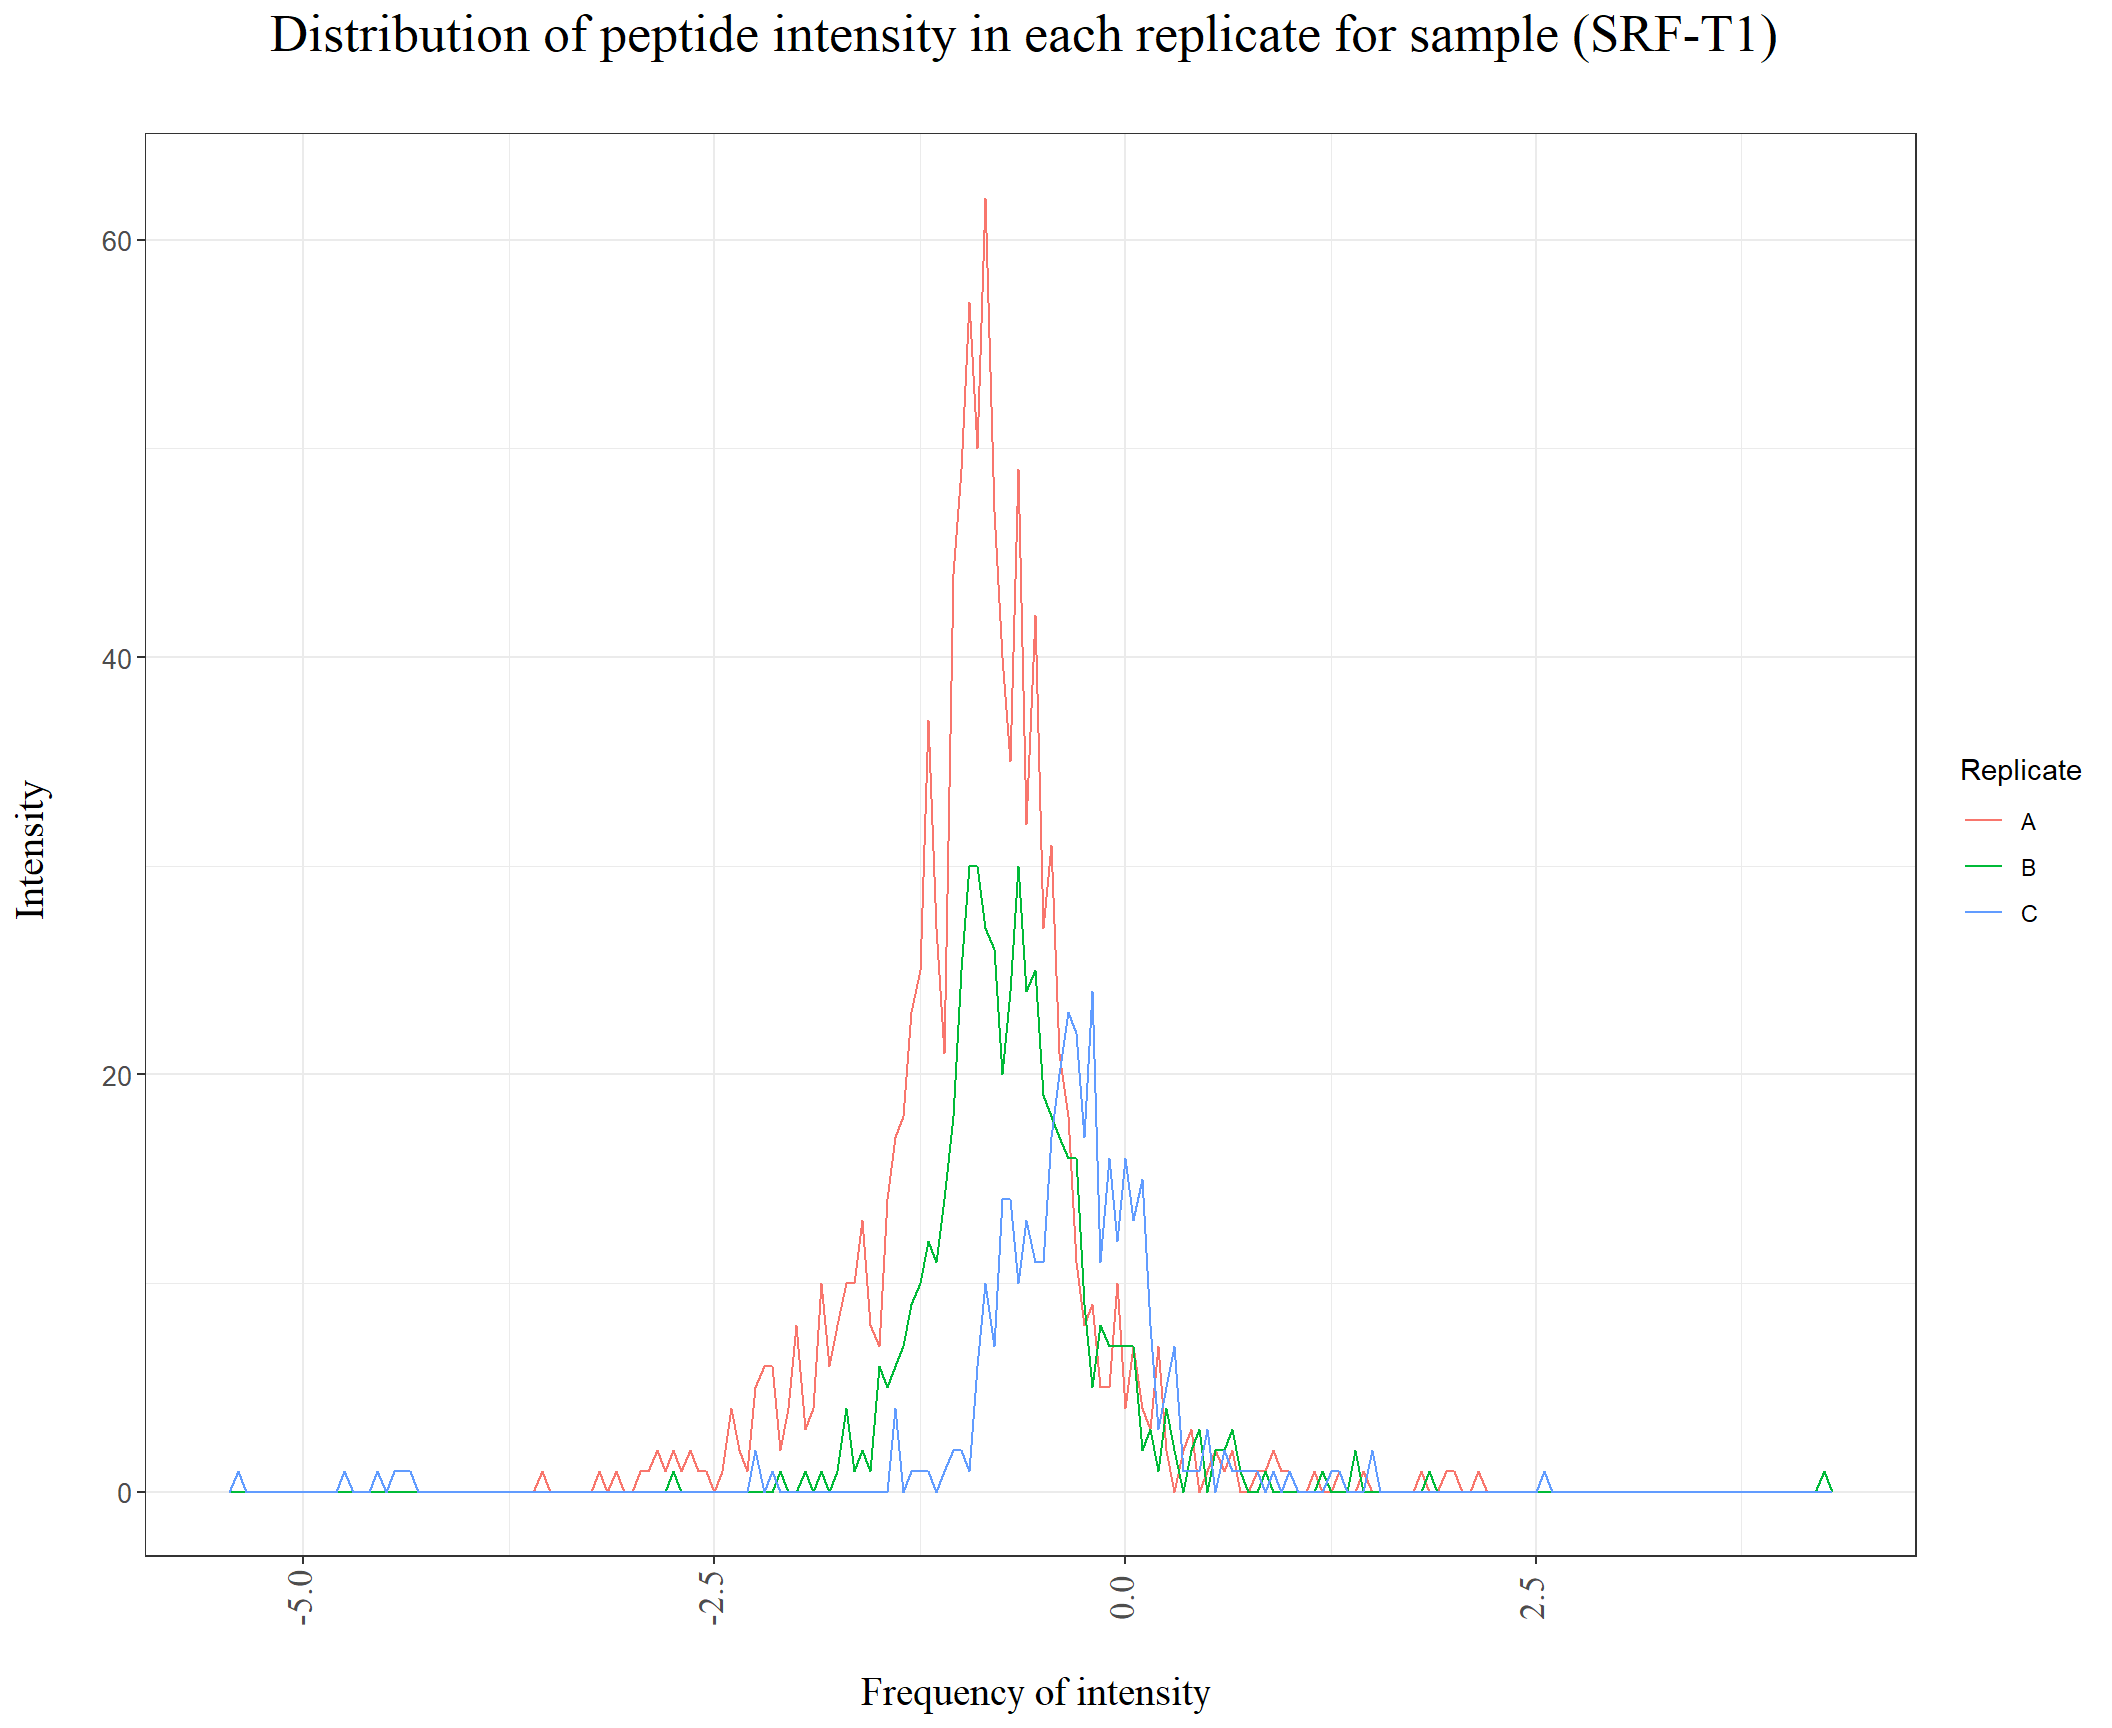 Distribution of peptide intensity in each replicate for sample (SRF-T1)
60
40
20
0
Intensity
-5.0
-2.5
0.0
2.5
Frequency of intensity
Replicate
A
B
C